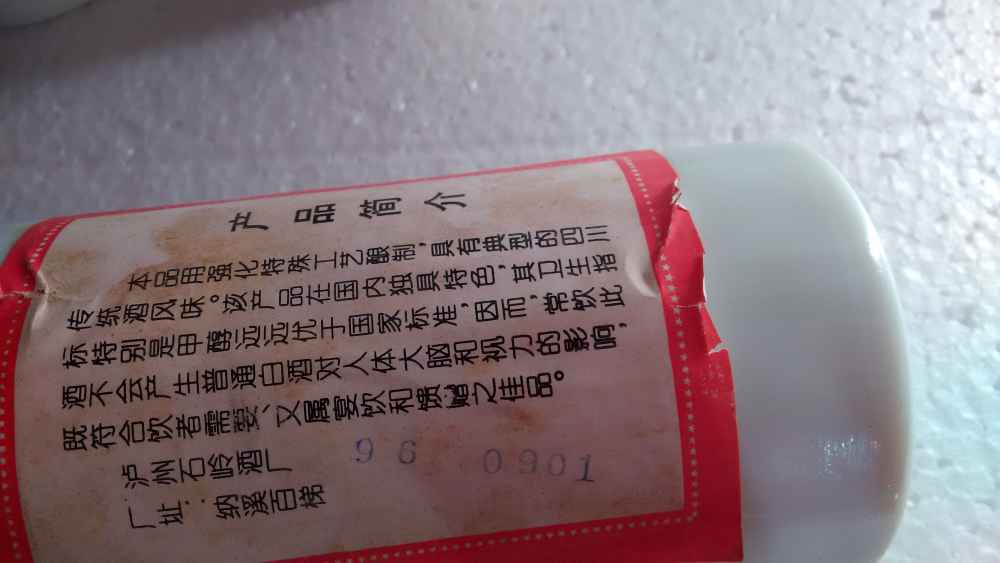 产品简介
本品用强化特殊工艺酿制，具有典型的四川
传统酒风味。该产品在国内独具特色，其卫生指
标特别是甲醇远远优于国家标准，因而，常饮此
酒不会产生普通白酒对人体大脑和视力的影响，
既符合饮者需要、又属宴饮和馈赠之佳品。
泸州石岭酒厂
厂址：纳溪百梯
96 0901